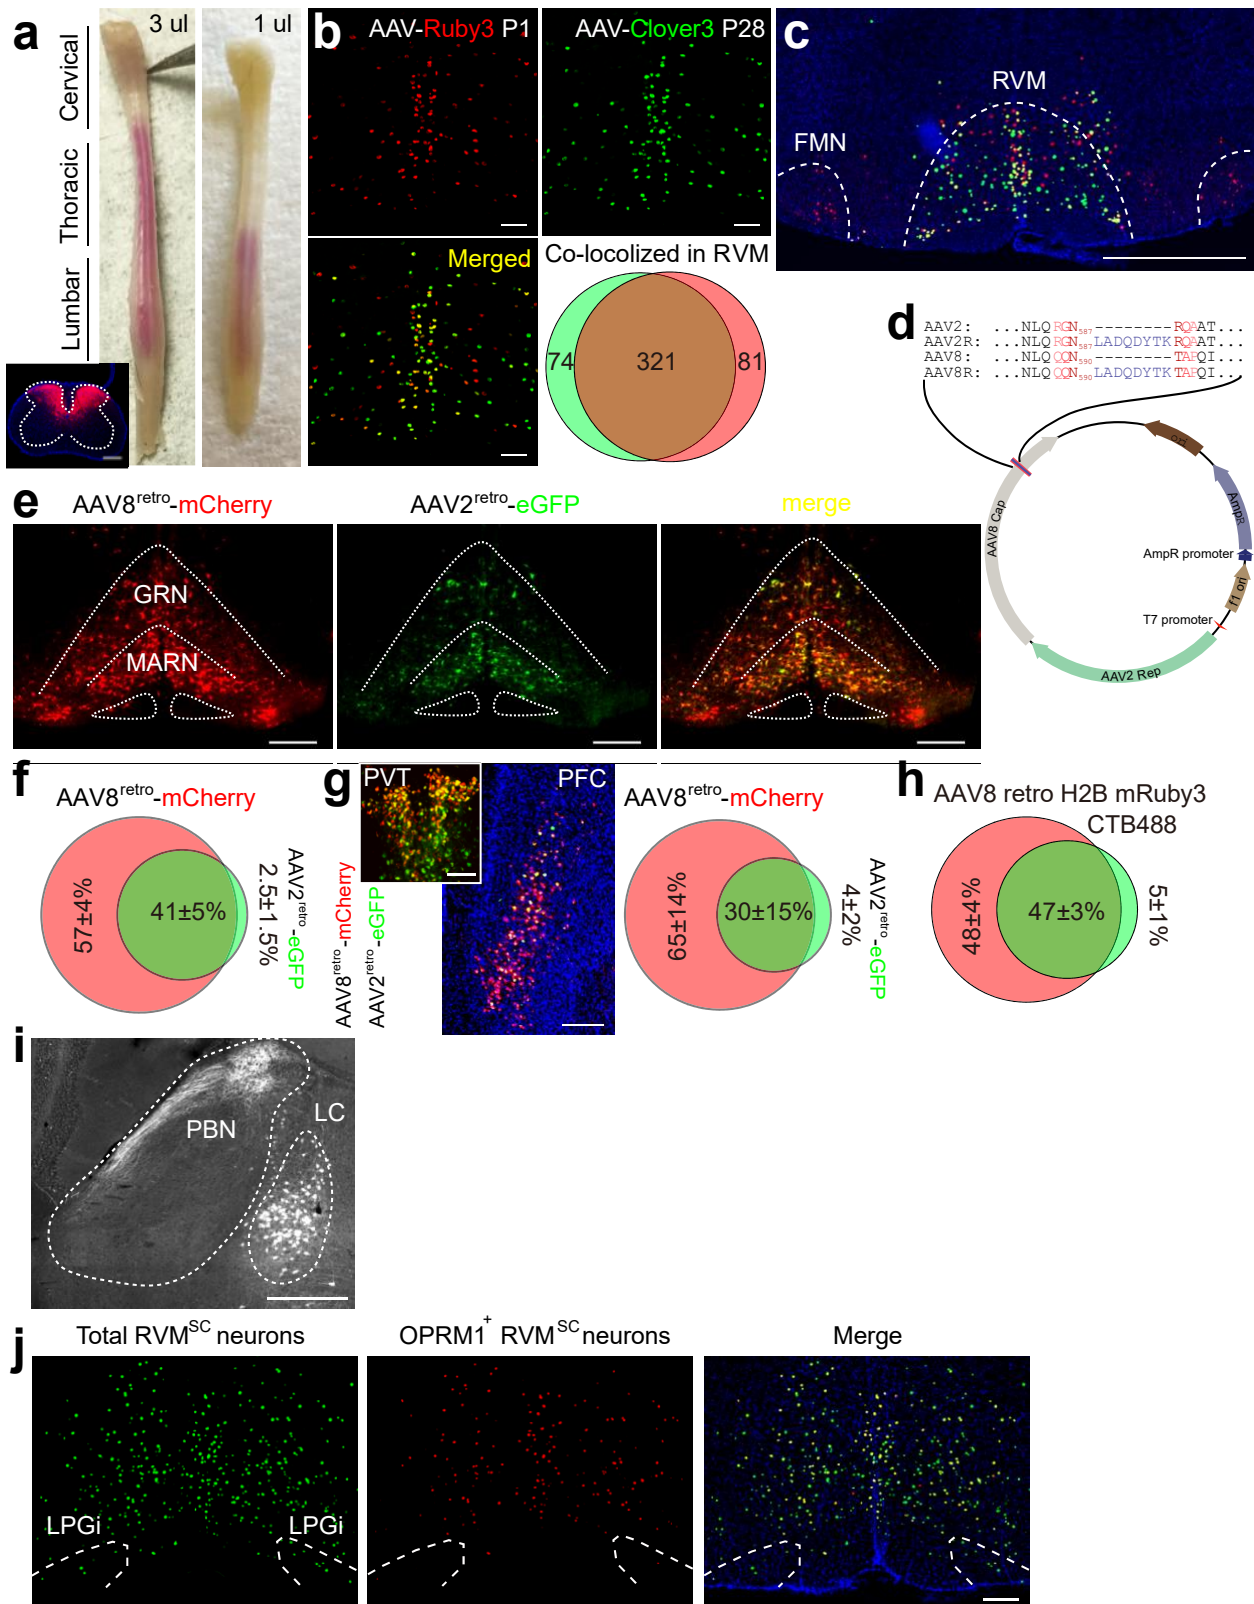 a
3 ul
1 ul
Cervical
Thoracic
Lumbar
b
AAV-Ruby3 P1
AAV-Clover3 P28
Merged
Co-locolized in RVM
74
321
81
c
RVM
FMN
d
AAV2: ...NLQRGN587--------RQAAT...
AAV2R: ...NLQRGN587LADQDYTKRQAAT...
AAV8: ...NLQQQN590--------TAPQI...
AAV8R: ...NLQQQN590LADQDYTKTAPQI...
ori
AmpR
AmpR promoter
f1 ori
T7 promoter
AAV2 Rep
AAV8 Cap
e
AAV8retro-mCherry
AAV2retro-eGFP
merge
GRN
MARN
f
AAV8retro-mCherry
57±4%
41±5%
2.5±1.5%
AAV2retro-eGFP
g
PVT
PFC
AAV8retro-mCherry
AAV2retro-eGFP
AAV8retro-mCherry
65±14%
30±15%
4±2%
AAV2retro-eGFP
h
AAV8 retro H2B mRuby3
CTB488
48±4%
47±3%
5±1%
i
PBN
LC
j
Total RVMSC neurons
OPRM1+ RVMSC neurons
Merge
LPGi
LPGi